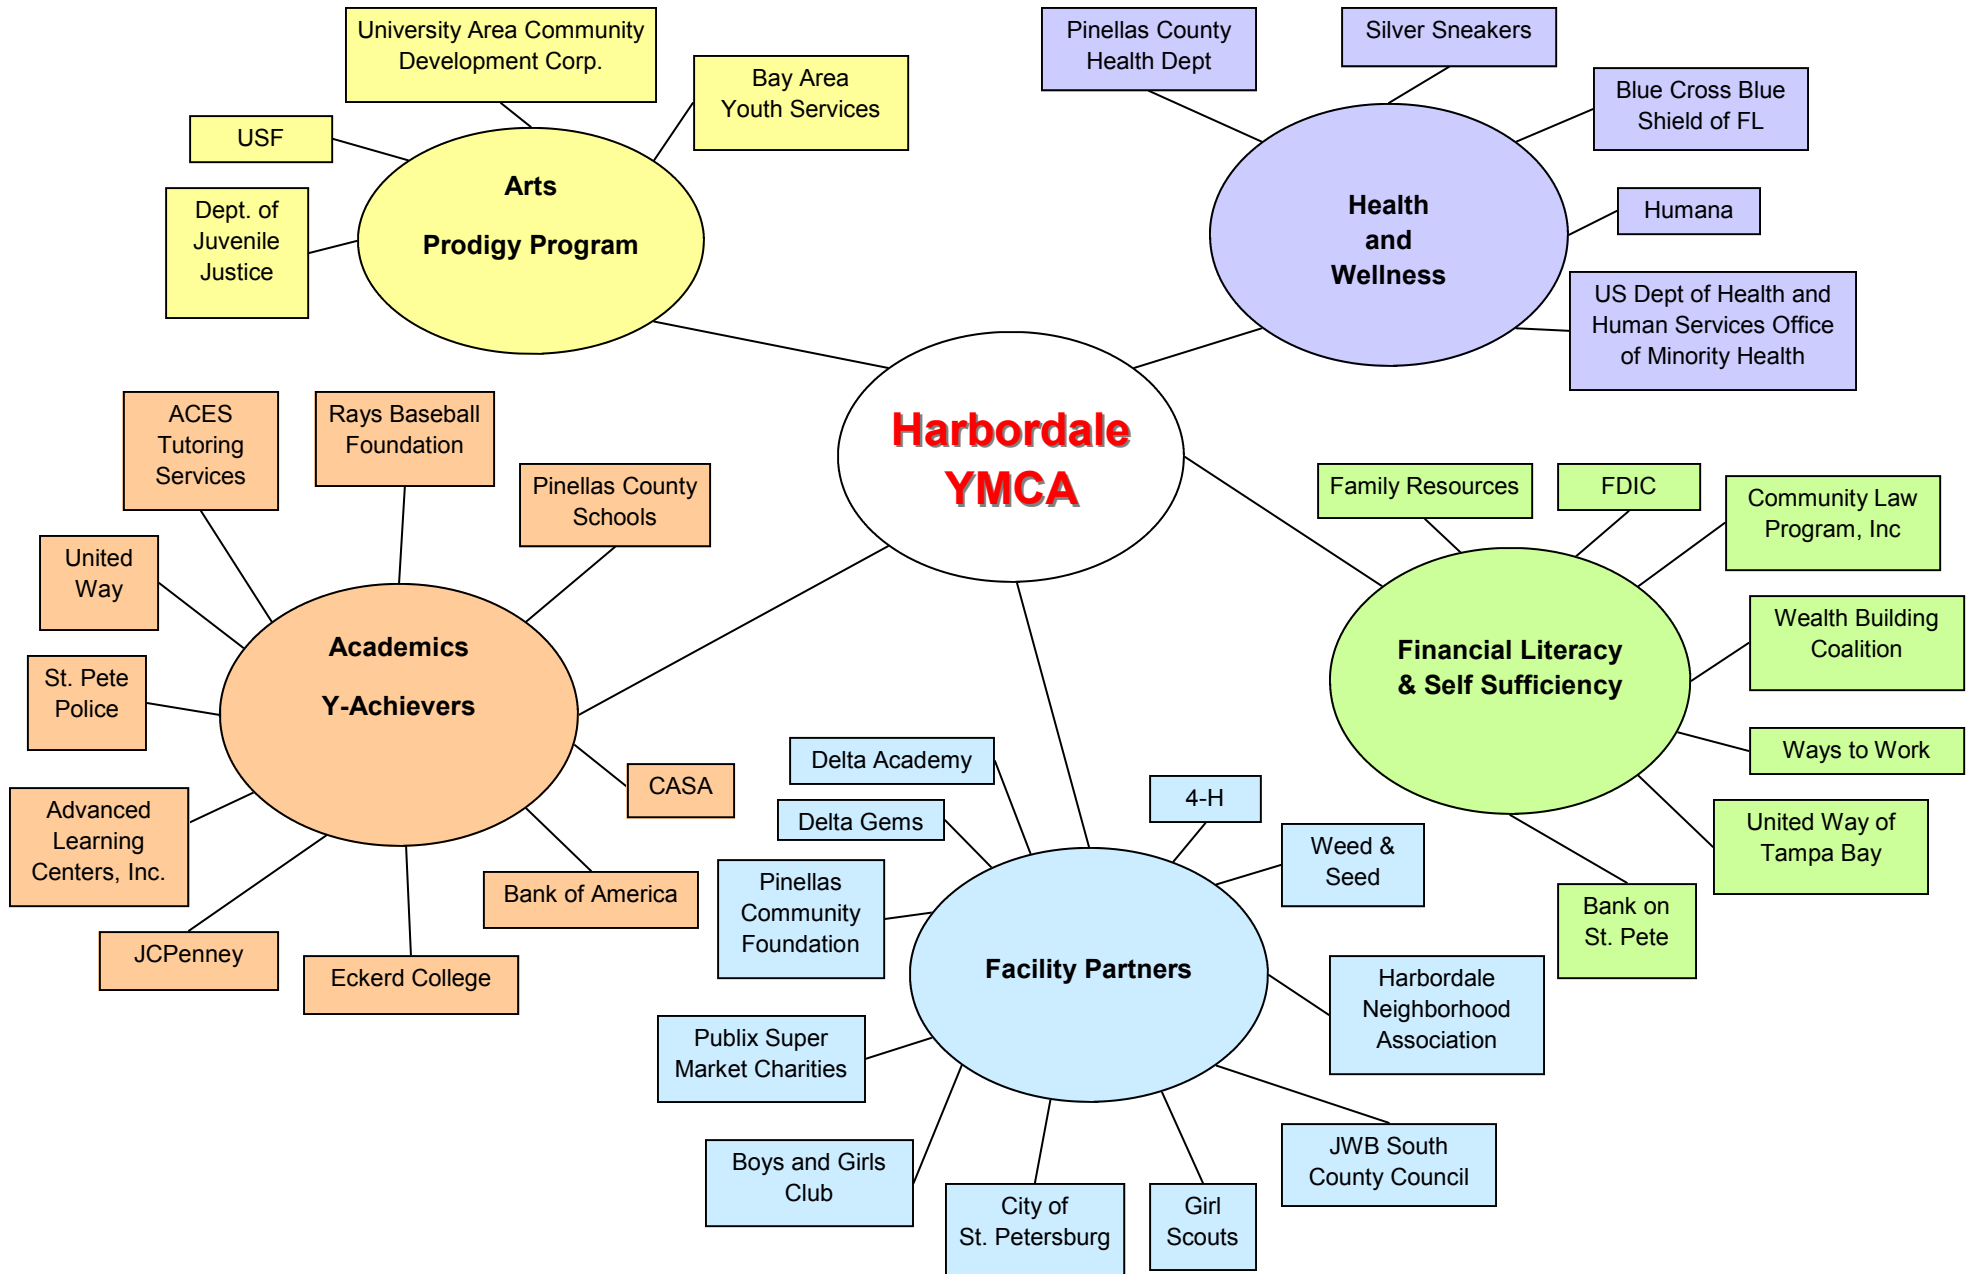 University Area Community
Development Corp.
Bay Area
Youth Services
USF
Dept. of
Juvenile
Justice
Arts
Prodigy Program
Pinellas County
Health Dept
Silver Sneakers
Blue Cross Blue
Shield of FL
Humana
US Dept of Health and
Human Services Office
of Minority Health
Health
and
Wellness
Harbordale
YMCA
ACES
Tutoring
Services
Rays Baseball
Foundation
Pinellas County
Schools
United
Way
St. Pete
Police
Academics
Y-Achievers
CASA
Advanced
Learning
Centers, Inc.
JCPenney
Eckerd College
Bank of America
Family Resources
FDIC
Community Law
Program, Inc
Wealth Building
Coalition
Financial Literacy
& Self Sufficiency
Ways to Work
United Way of
Tampa Bay
Bank on
St. Pete
Delta Academy
Delta Gems
4-H
Weed &
Seed
Pinellas
Community
Foundation
Facility Partners
Harbordale
Neighborhood
Association
Publix Super
Market Charities
Boys and Girls
Club
City of
St. Petersburg
Girl
Scouts
JWB South
County Council